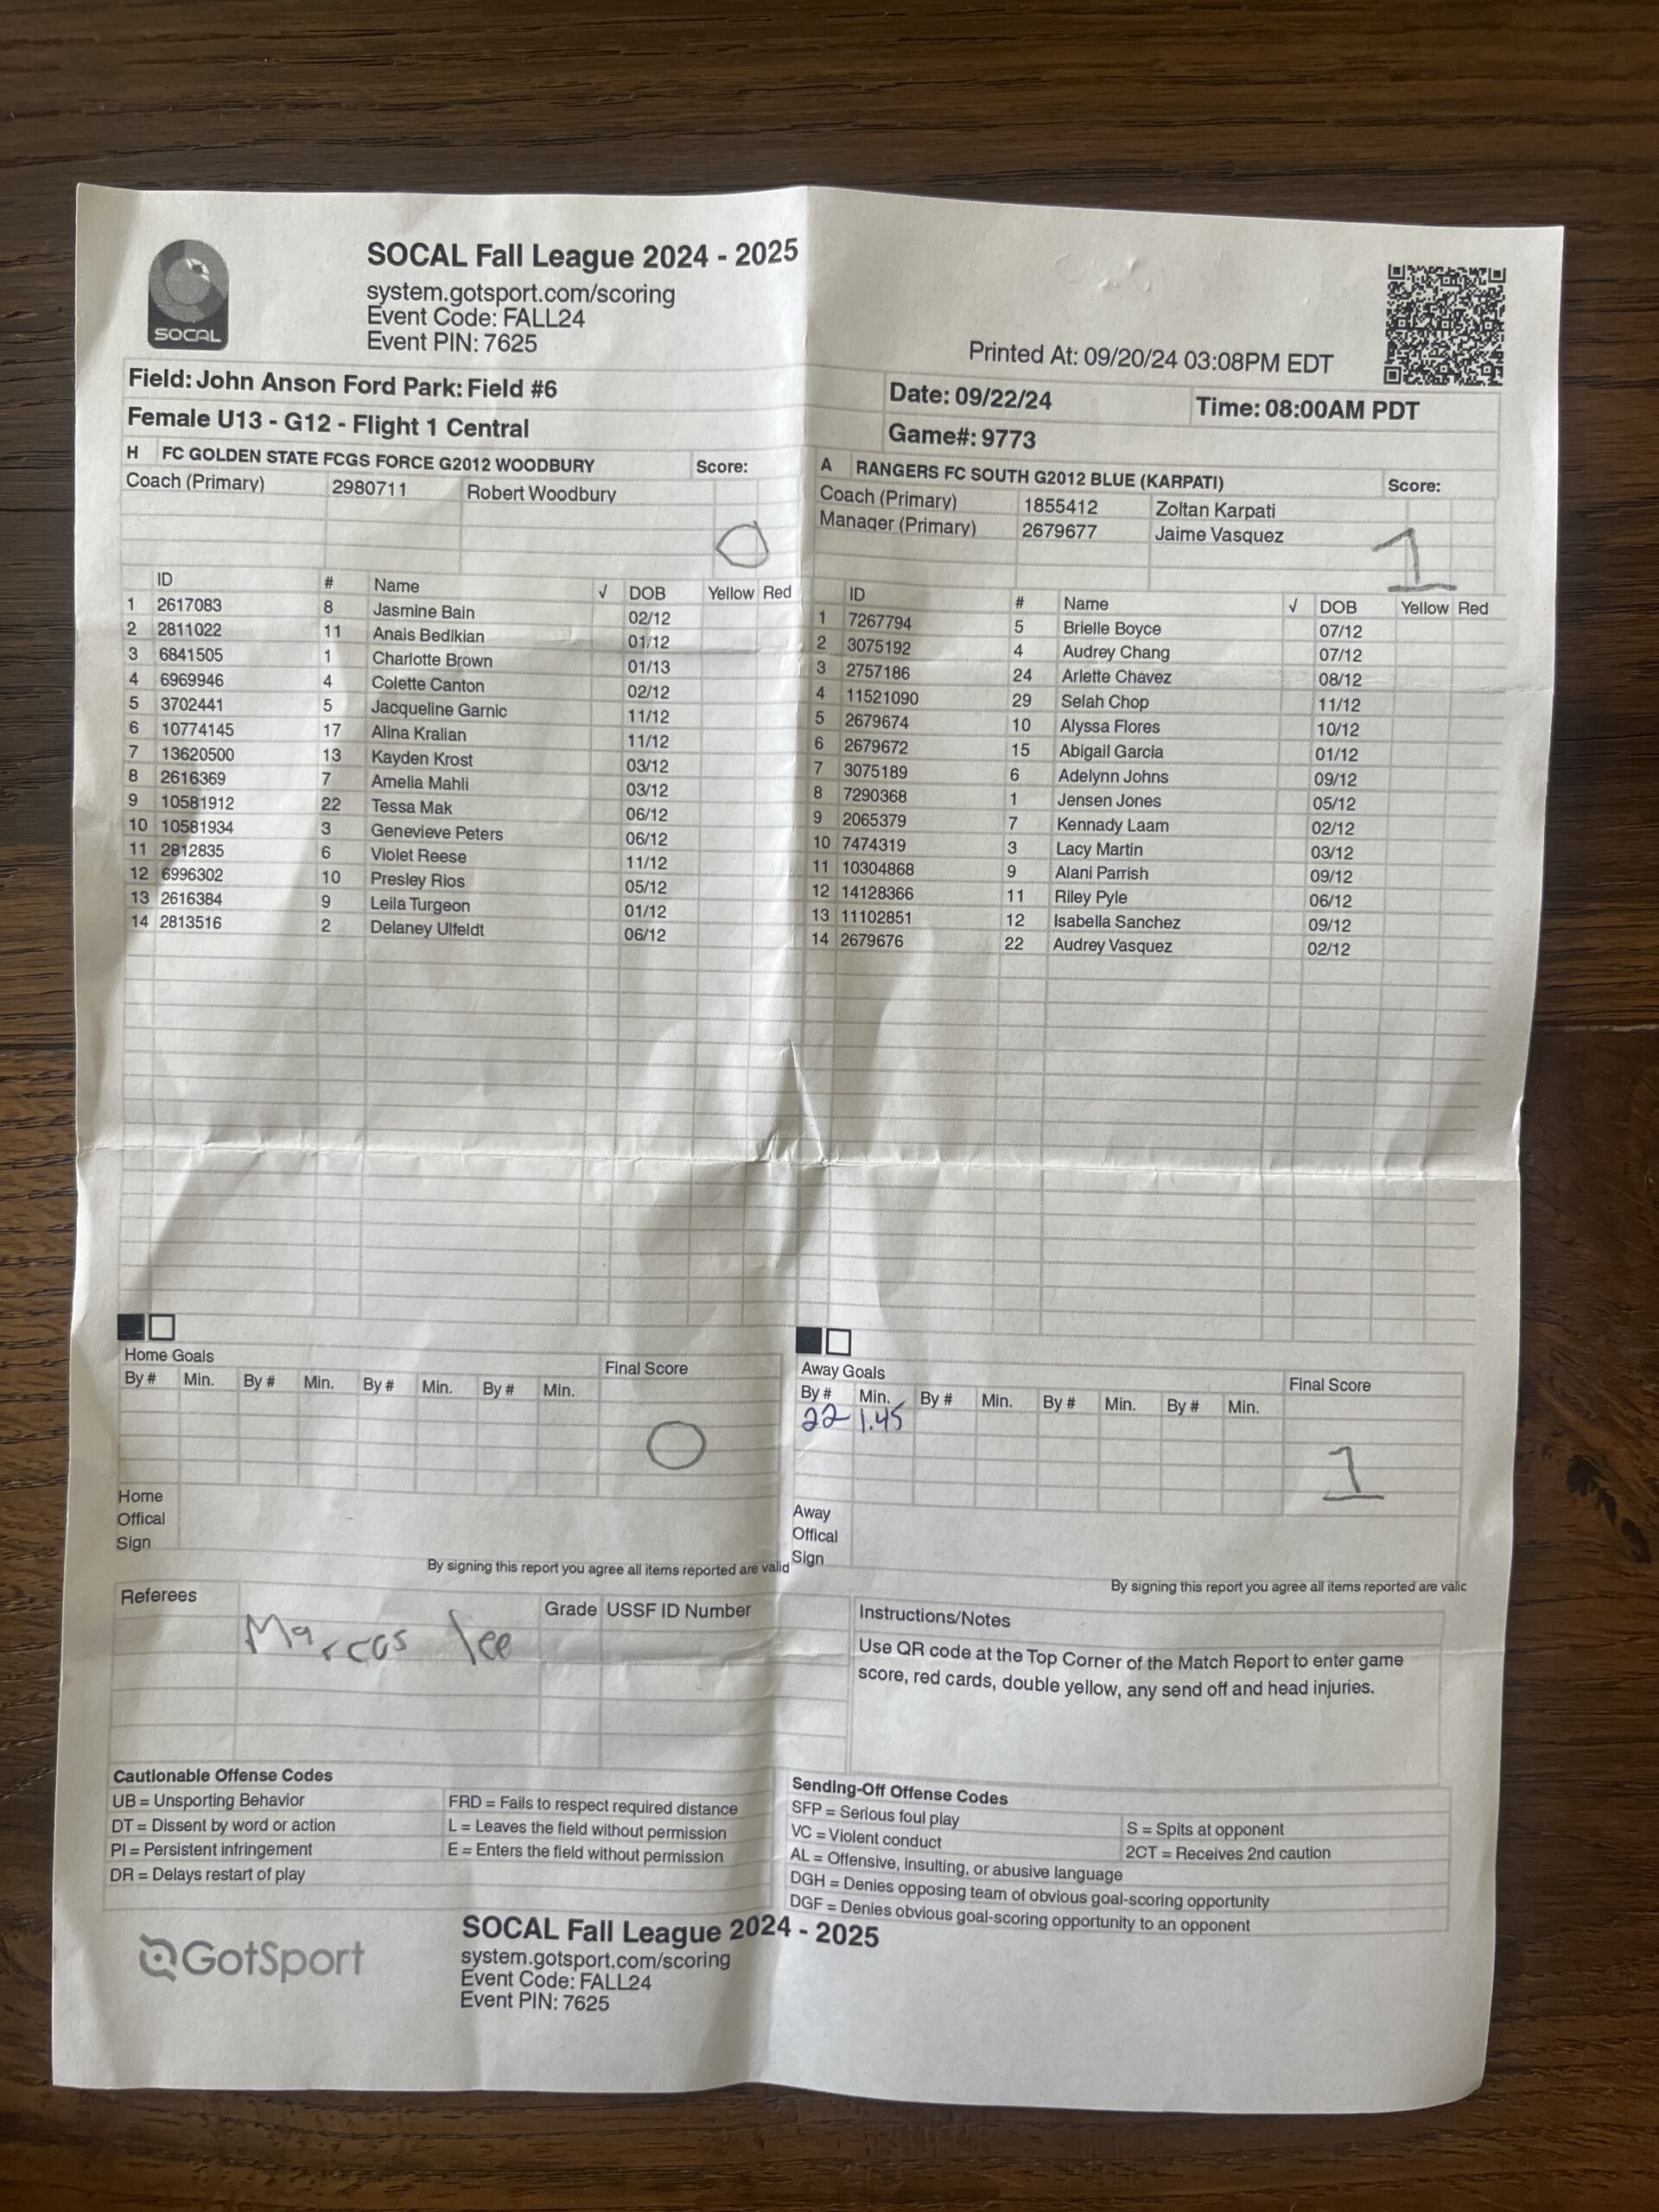 SOCAL
SOCAL Fall League 2024 - 2025
system.gotsport.com/scoring
Event Code: FALL24
Event PIN: 7625
Printed At: 09/20/24 03:08PM EDT
Field: John Anson Ford Park: Field #6
Date: 09/22/24 Time: 08:00AM PDT
Female U13 - G12 - Flight 1 Central
Game#: 9773
H FC GOLDEN STATE FCGS FORCE G2012 WOODBURY Score:
Coach (Primary) 2980711 Robert Woodbury
0
ID # Name √ DOB Yellow Red
1 2617083 8 Jasmine Bain 02/12
2 2811022 11 Anais Bedikian 01/12
3 6841505 1 Charlotte Brown 01/13
4 6969946 4 Colette Canton 02/12
5 3702441 5 Jacqueline Garnic 11/12
6 10774145 17 Alina Kralian 11/12
7 13620500 13 Kayden Krost 03/12
8 2616369 7 Amelia Mahli 03/12
9 10581912 22 Tessa Mak 06/12
10 10581934 3 Genevieve Peters 06/12
11 2812835 6 Violet Reese 11/12
12 6996302 10 Presley Rios 05/12
13 2616384 9 Leila Turgeon 01/12
14 2813516 2 Delaney Ulfeldt 06/12
A RANGERS FC SOUTH G2012 BLUE (KARPATI) Score:
Coach (Primary) 1855412 Zoltan Karpati
Manager (Primary) 2679677 Jaime Vasquez
1
ID # Name √ DOB Yellow Red
1 7267794 5 Brielle Boyce 07/12
2 3075192 4 Audrey Chang 07/12
3 2757186 24 Arlette Chavez 08/12
4 11521090 29 Selah Chop 11/12
5 2679674 10 Alyssa Flores 10/12
6 2679672 15 Abigail Garcia 01/12
7 3075189 6 Adelynn Johns 09/12
8 7290368 1 Jensen Jones 05/12
9 2065379 7 Kennady Laam 02/12
10 7474319 3 Lacy Martin 03/12
11 10304868 9 Alani Parrish 09/12
12 14128366 11 Riley Pyle 06/12
13 11102851 12 Isabella Sanchez 09/12
14 2679676 22 Audrey Vasquez 02/12
Home Goals Final Score
By # Min. By # Min. By # Min. By # Min.
0
Home
Offical
Sign
By signing this report you agree all items reported are valid
Away Goals Final Score
By # Min. By # Min. By # Min. By # Min.
22 1.45
1
Away
Offical
Sign
By signing this report you agree all items reported are valic
Referees Grade USSF ID Number
Marcus lee
Instructions/Notes
Use QR code at the Top Corner of the Match Report to enter game
score, red cards, double yellow, any send off and head injuries.
Cautionable Offense Codes
UB = Unsporting Behavior FRD = Fails to respect required distance
DT = Dissent by word or action L = Leaves the field without permission
PI = Persistent infringement E = Enters the field without permission
DR = Delays restart of play
Sending-Off Offense Codes
SFP = Serious foul play S = Spits at opponent
VC = Violent conduct 2CT = Receives 2nd caution
AL = Offensive, insulting, or abusive language
DGH = Denies opposing team of obvious goal-scoring opportunity
DGF = Denies obvious goal-scoring opportunity to an opponent
GotSport
SOCAL Fall League 2024 - 2025
system.gotsport.com/scoring
Event Code: FALL24
Event PIN: 7625